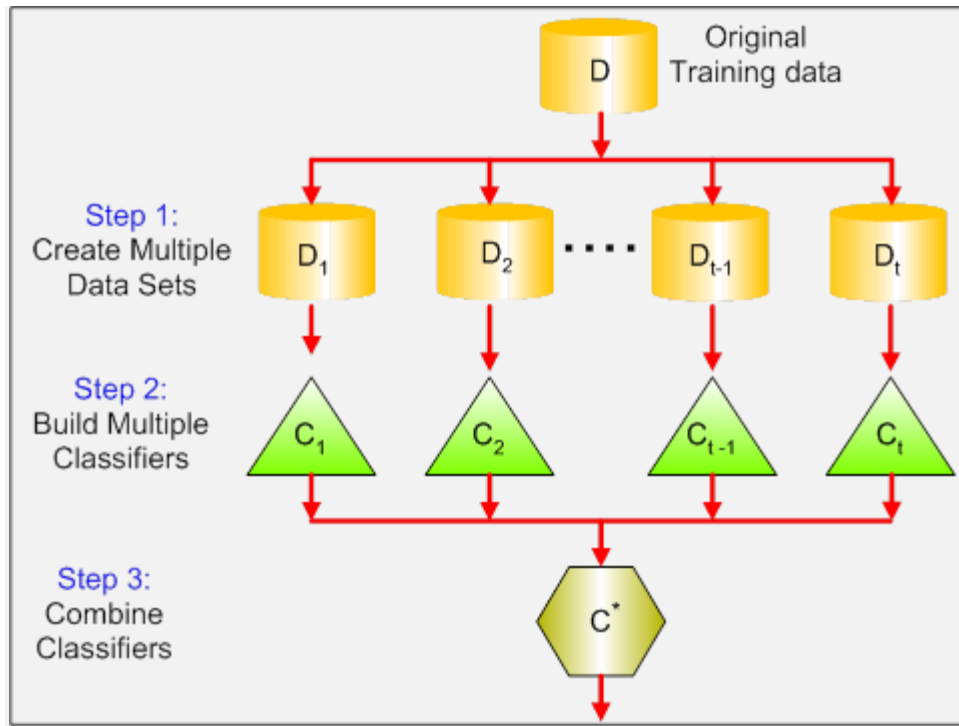 Original
Training data
D
Step 1:
Create Multiple
Data Sets
D₁
D₂
....
Dₜ₋₁
Dₜ
Step 2:
Build Multiple
Classifiers
C₁
C₂
Cₜ₋₁
Cₜ
Step 3:
Combine
Classifiers
C*